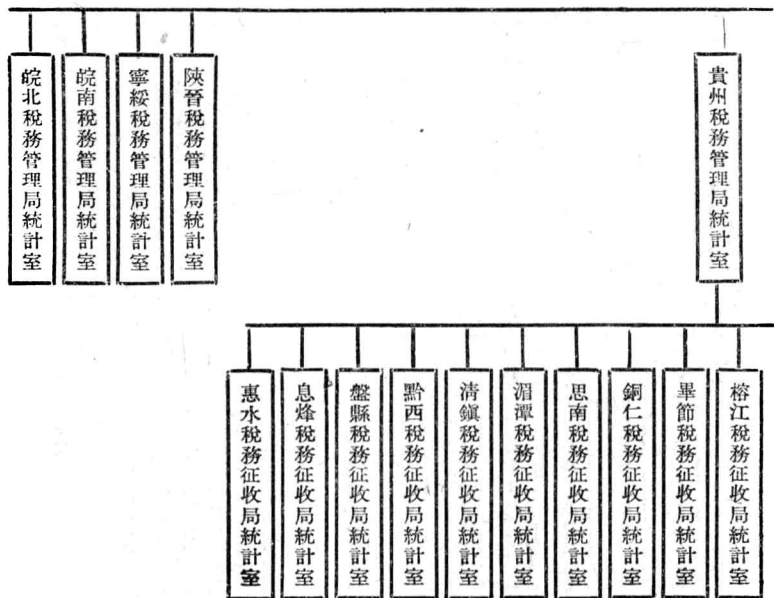 貴州稅務管理局統計室
陝晉稅務管理局統計室
寧綏稅務管理局統計室
皖南稅務管理局統計室
皖北稅務管理局統計室
榕江稅務征收局統計室
畢節稅務征收局統計室
銅仁稅務征收局統計室
思南稅務征收局統計室
湄潭稅務征收局統計室
清鎭稅務征收局統計室
黔西稅務征收局統計室
盤縣稅務征收局統計室
息烽稅務征收局統計室
惠水稅務征收局統計室